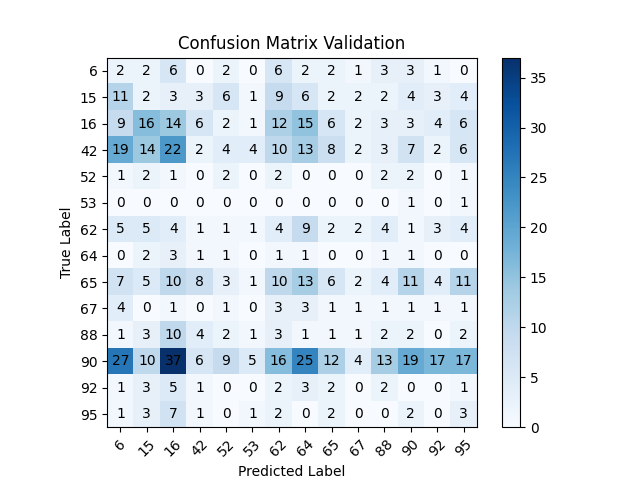 Confusion Matrix Validation
6 2 2 6 0 2 0 6 2 2 1 3 3 1 0
15 11 2 3 3 6 1 9 6 2 2 2 4 3 4
16 9 16 14 6 2 1 12 15 6 2 3 3 4 6
42 19 14 22 2 4 4 10 13 8 2 3 7 2 6
52 1 2 1 0 2 0 2 0 0 0 2 2 0 1
53 0 0 0 0 0 0 0 0 0 0 0 1 0 1
62 5 5 4 1 1 1 4 9 2 2 4 1 3 4
64 0 2 3 1 1 0 1 1 0 0 1 1 0 0
65 7 5 10 8 3 1 10 13 6 2 4 11 4 11
67 4 0 1 0 1 0 3 3 1 1 1 1 1 1
88 1 3 10 4 2 1 3 1 1 1 2 2 0 2
90 27 10 37 6 9 5 16 25 12 4 13 19 17 17
92 1 3 5 1 0 0 2 3 2 0 2 0 0 1
95 1 3 7 1 0 1 2 0 2 0 0 2 0 3
6 15 16 42 52 53 62 64 65 67 88 90 92 95
Predicted Label
True Label
35
30
25
20
15
10
5
0